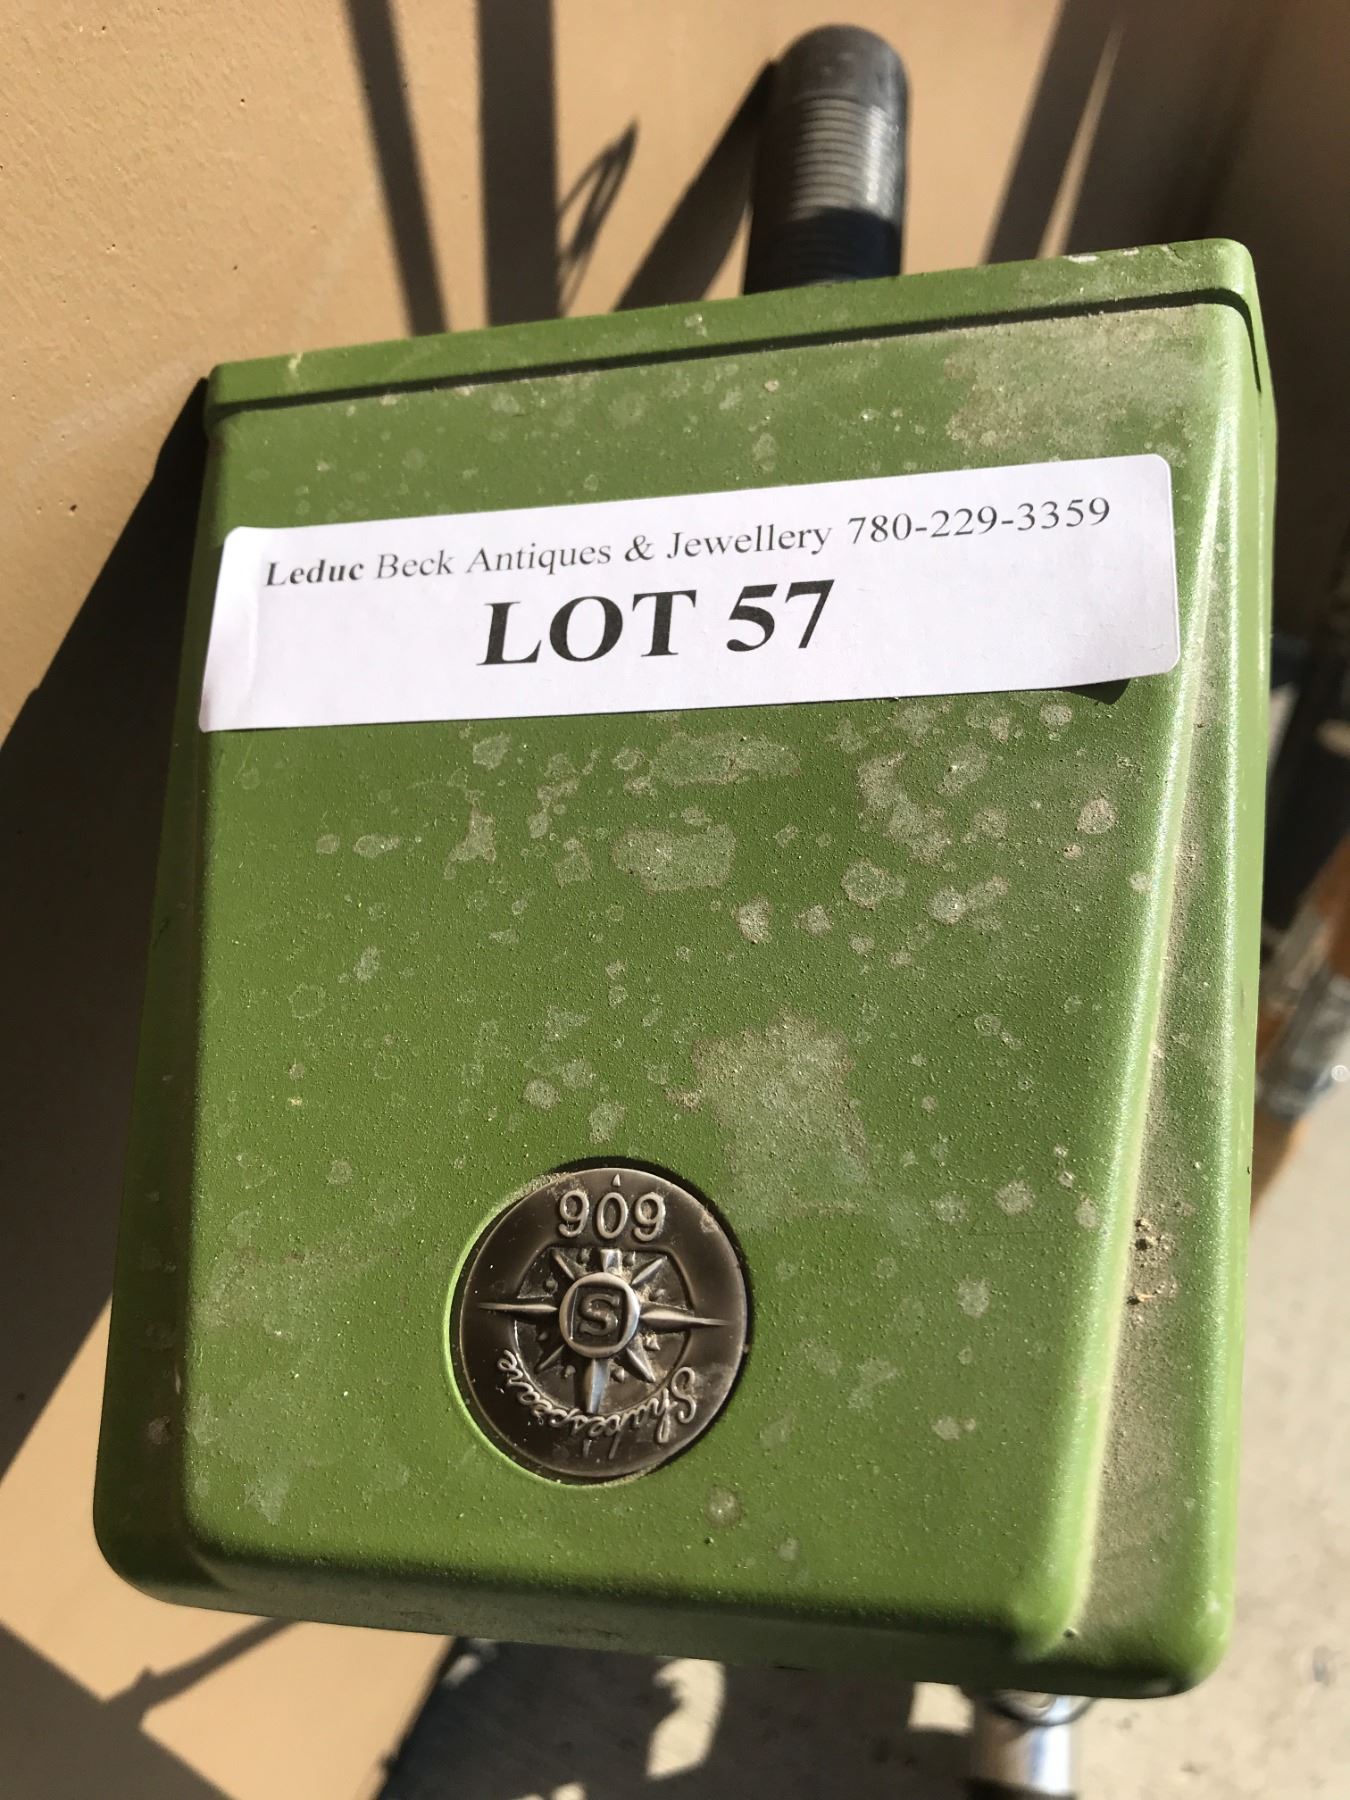 Leduc Beck Antiques & Jewellery 780-229-3359
LOT 57
909
S
Shakespeare